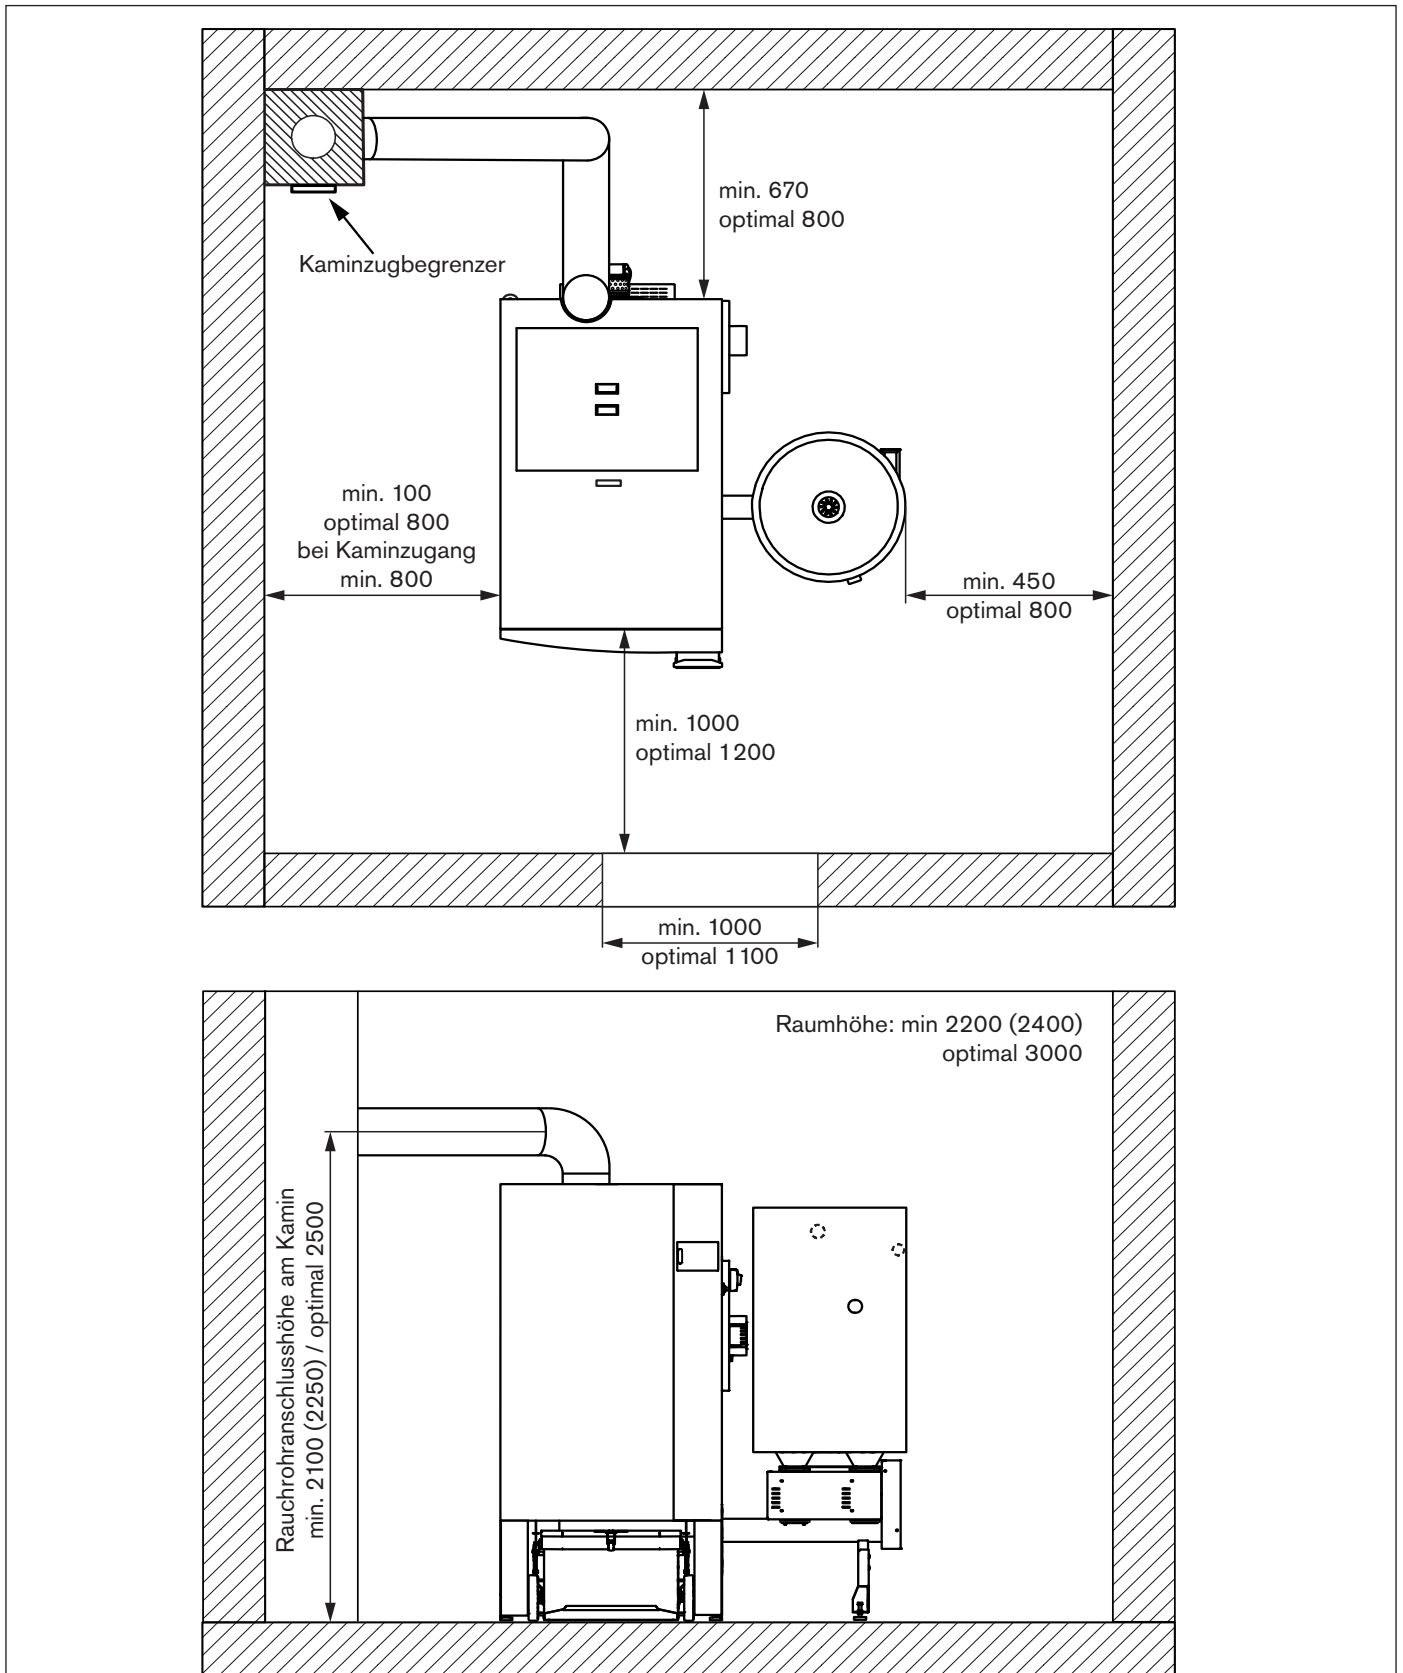 min. 670
optimal 800
Kaminzugbegrenzer
min. 100
optimal 800
bei Kaminzugang
min. 800
min. 450
optimal 800
min. 1000
optimal 1200
min. 1000
optimal 1100
Raumhöhe: min 2200 (2400)
optimal 3000
Rauchrohranschlusshöhe am Kamin
min. 2100 (2250) / optimal 2500